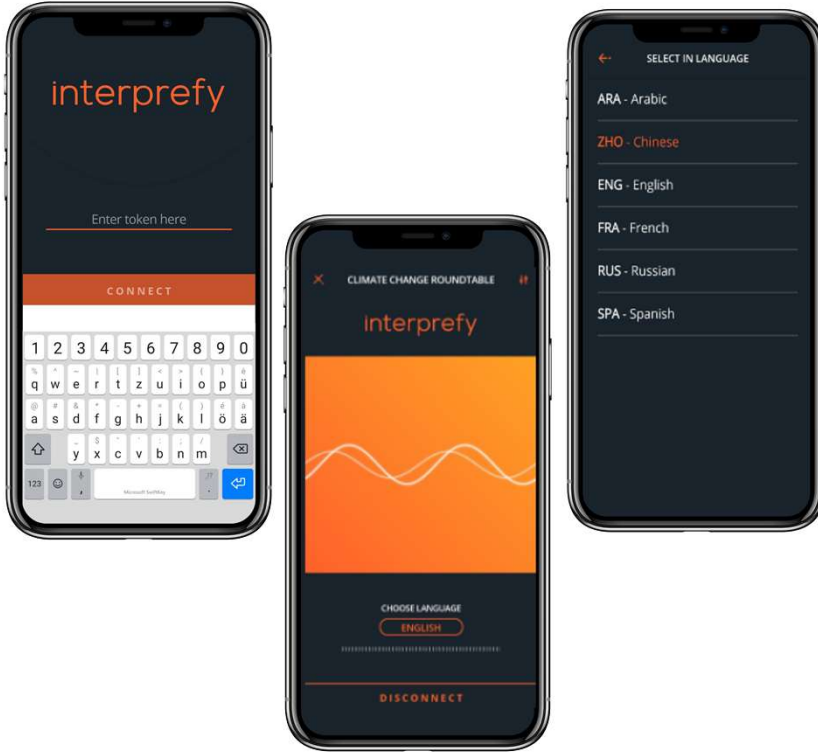 interprefy
Enter token here
CONNECT
1 2 3 4 5 6 7 8 9 0
q w e r t z u i o p ü
a s d f g h j k l ö ä
y x c v b n m
123 , Microsoft SwiftKey .
CLIMATE CHANGE ROUNDTABLE
interprefy
CHOOSE LANGUAGE
ENGLISH
DISCONNECT
SELECT IN LANGUAGE
ARA - Arabic
ZHO - Chinese
ENG - English
FRA - French
RUS - Russian
SPA - Spanish